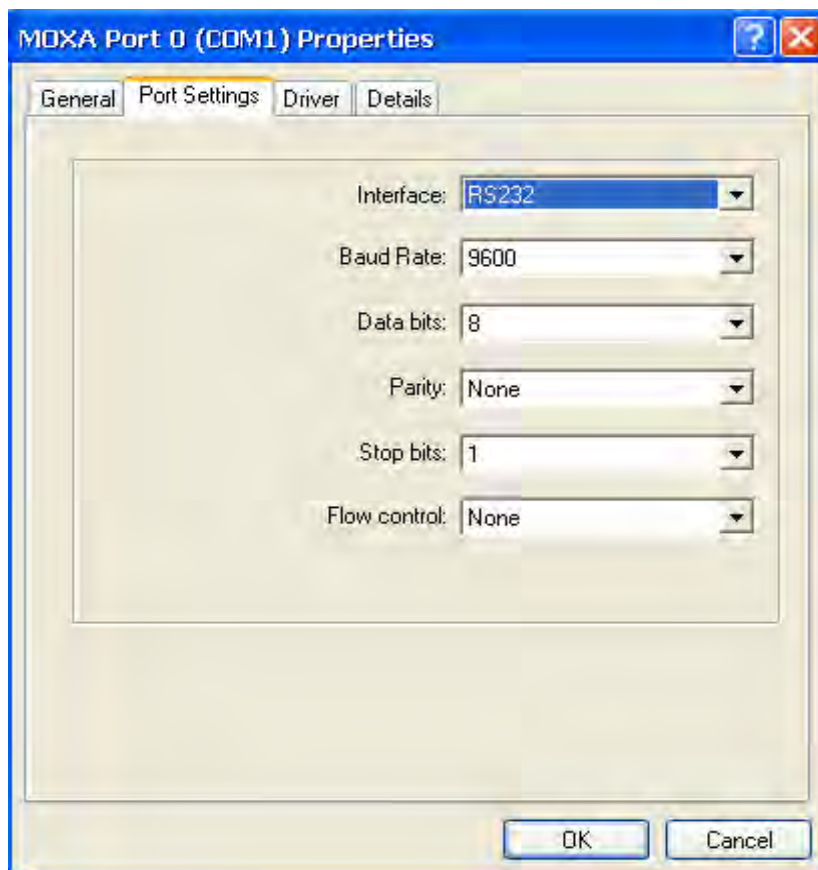 MOXA Port 0 (COM1) Properties
General Port Settings Driver Details
Interface: RS232
Baud Rate: 9600
Data bits: 8
Parity: None
Stop bits: 1
Flow control: None
OK Cancel